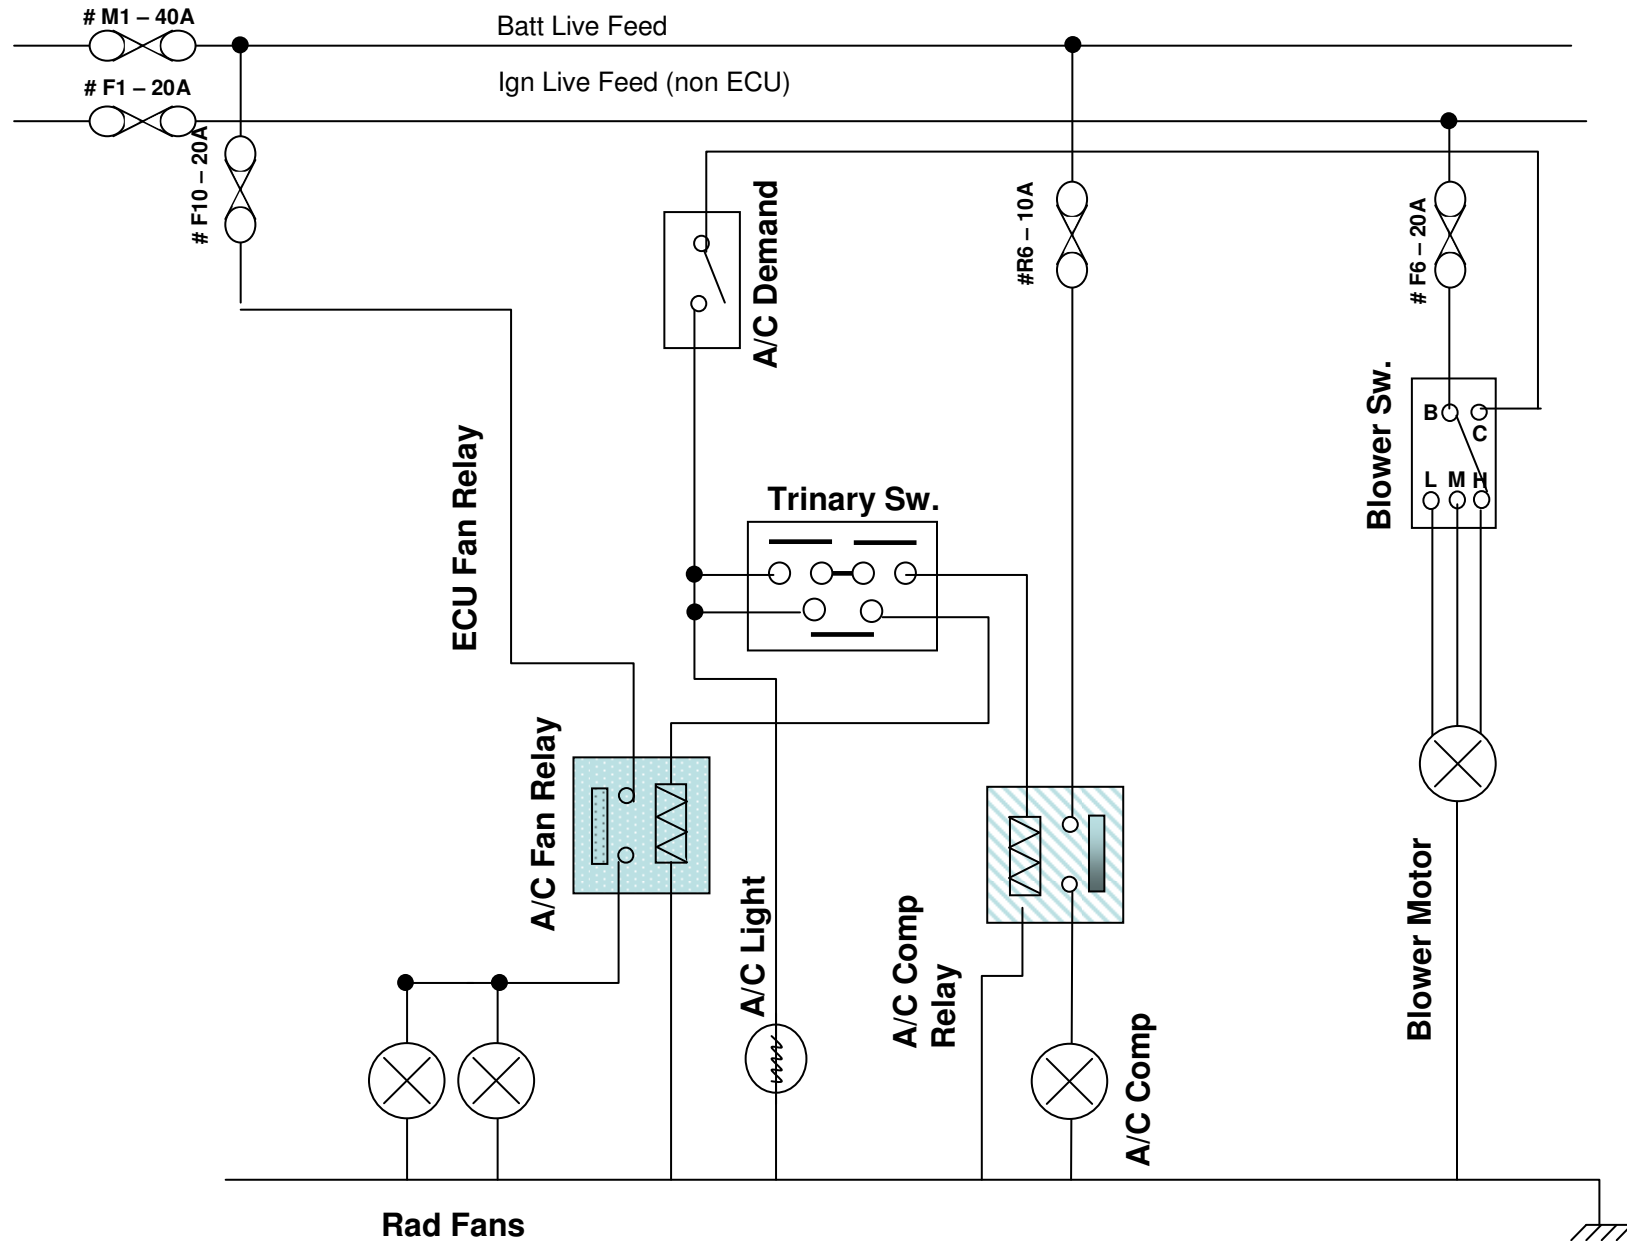 # M1 – 40A
Batt Live Feed
# F1 – 20A
Ign Live Feed (non ECU)
# F10 – 20A
A/C Demand
#R6 – 10A
# F6 – 20A
Blower Sw.
B
C
L M H
ECU Fan Relay
Trinary Sw.
A/C Fan Relay
A/C Light
A/C Comp
Relay
A/C Comp
Blower Motor
Rad Fans